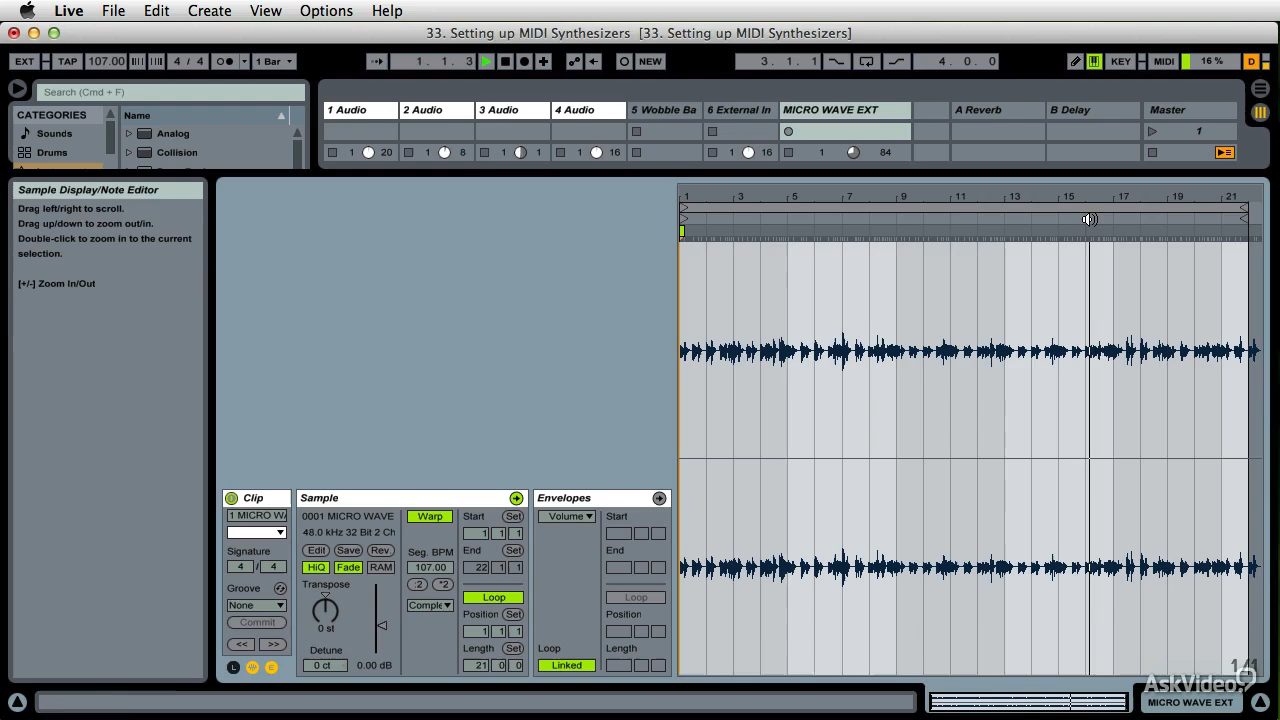 Live File Edit Create View Options Help
33. Setting up MIDI Synthesizers [33. Setting up MIDI Synthesizers]
EXT TAP 107.00 4 / 4 1 Bar 1. 1. 3 NEW 3. 1. 1 4. 0. 0 KEY MIDI 16 % D
Search (Cmd + F)
CATEGORIES Name
Sounds Analog
Drums Collision
1 Audio 2 Audio 3 Audio 4 Audio 5 Wobble Ba 6 External In MICRO WAVE EXT A Reverb B Delay Master
1
1 20 1 8 1 1 1 16 1 16 1 84
Sample Display/Note Editor
Drag left/right to scroll.
Drag up/down to zoom out/in.
Double-click to zoom in to the current
selection.
[+/-] Zoom In/Out
1 3 5 7 9 11 13 15 17 19 21
Clip Sample Envelopes
1 MICRO WA 0001 MICRO WAVE Warp Start Set Volume Start
48.0 kHz 32 Bit 2 Ch 1 1 1
Signature Edit Save Rev. Seg. BPM End Set End
4 / 4 HiQ Fade RAM 107.00 22 1 1
Groove Transpose :2 *2 Loop Loop
None Comple Position Set Position
Commit 0 st 1 1 1
<< >> Detune Length Set Loop Length
L E 0 ct 0.00 dB 21 0 0 Linked
AskVideo
MICRO WAVE EXT